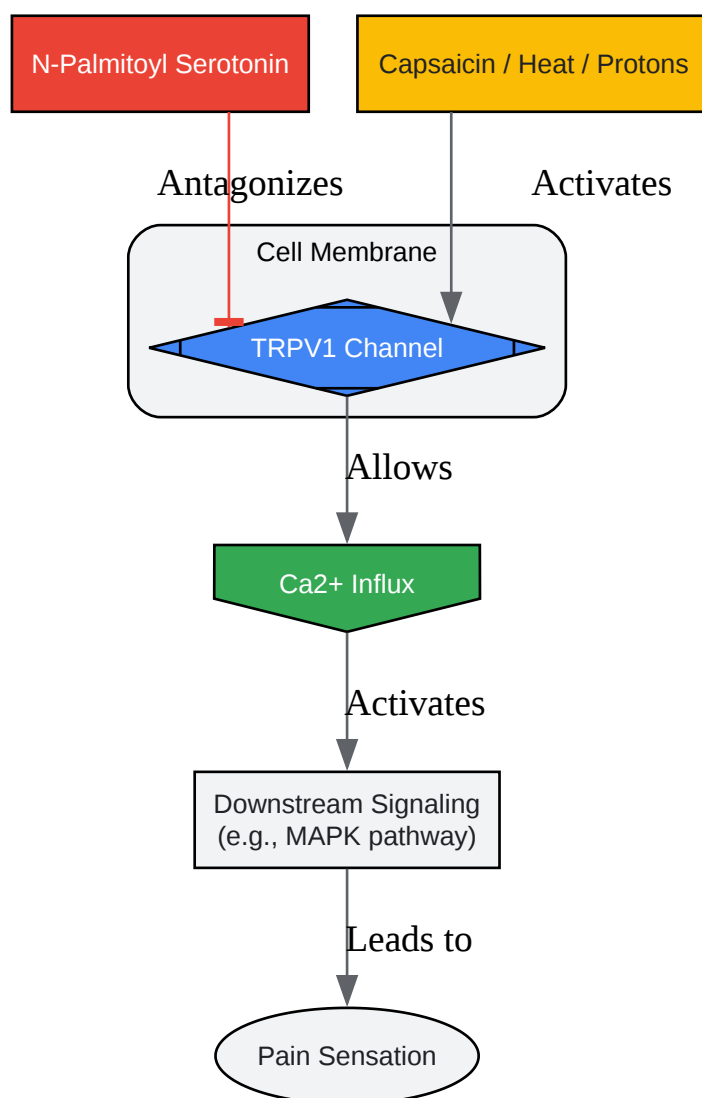 N-Palmitoyl Serotonin
Capsaicin / Heat / Protons
Antagonizes
Activates
Cell Membrane
TRPV1 Channel
Allows
Ca2+ Influx
Activates
Downstream Signaling
(e.g., MAPK pathway)
Leads to
Pain Sensation